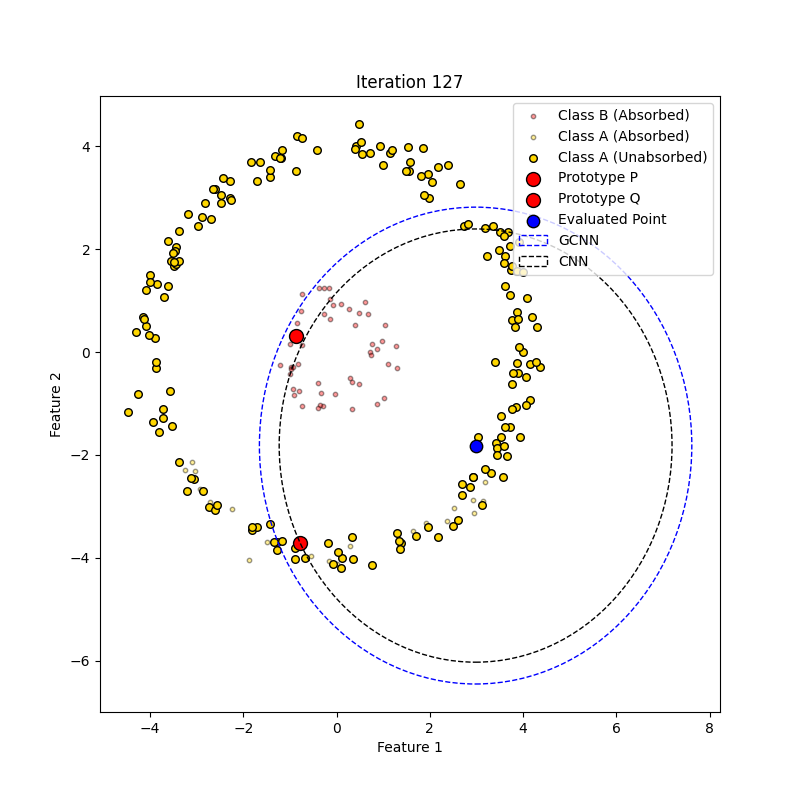 Iteration 127
Class B (Absorbed)
Class A (Absorbed)
Class A (Unabsorbed)
Prototype P
Prototype Q
Evaluated Point
GCNN
CNN
4
2
0
−2
−4
−6
Feature 2
−4 −2 0 2 4 6 8
Feature 1